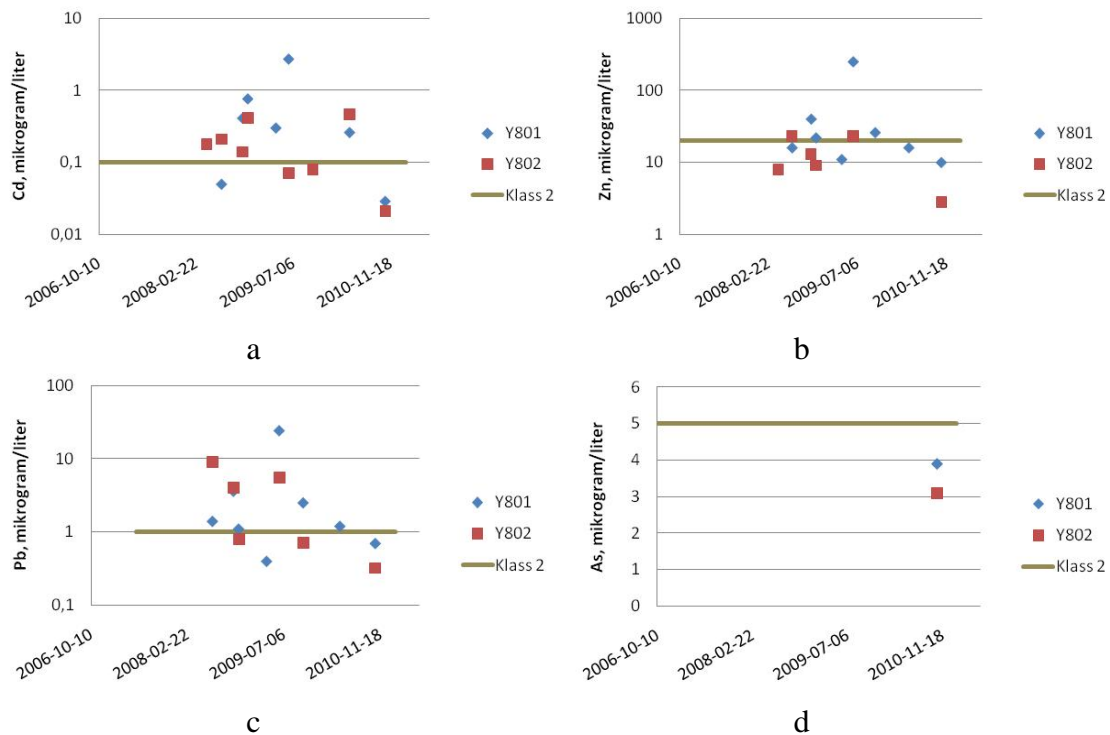 Cd, mikrogram/liter
10
1
0,1
0,01
2006-10-10
2008-02-22
2009-07-06
2010-11-18
Y801
Y802
Klass 2
a
Zn, mikrogram/liter
1000
100
10
1
2006-10-10
2008-02-22
2009-07-06
2010-11-18
Y801
Y802
Klass 2
b
Pb, mikrogram/liter
100
10
1
0,1
2006-10-10
2008-02-22
2009-07-06
2010-11-18
Y801
Y802
Klass 2
c
As, mikrogram/liter
6
5
4
3
2
1
0
2006-10-10
2008-02-22
2009-07-06
2010-11-18
Y801
Y802
Klass 2
d